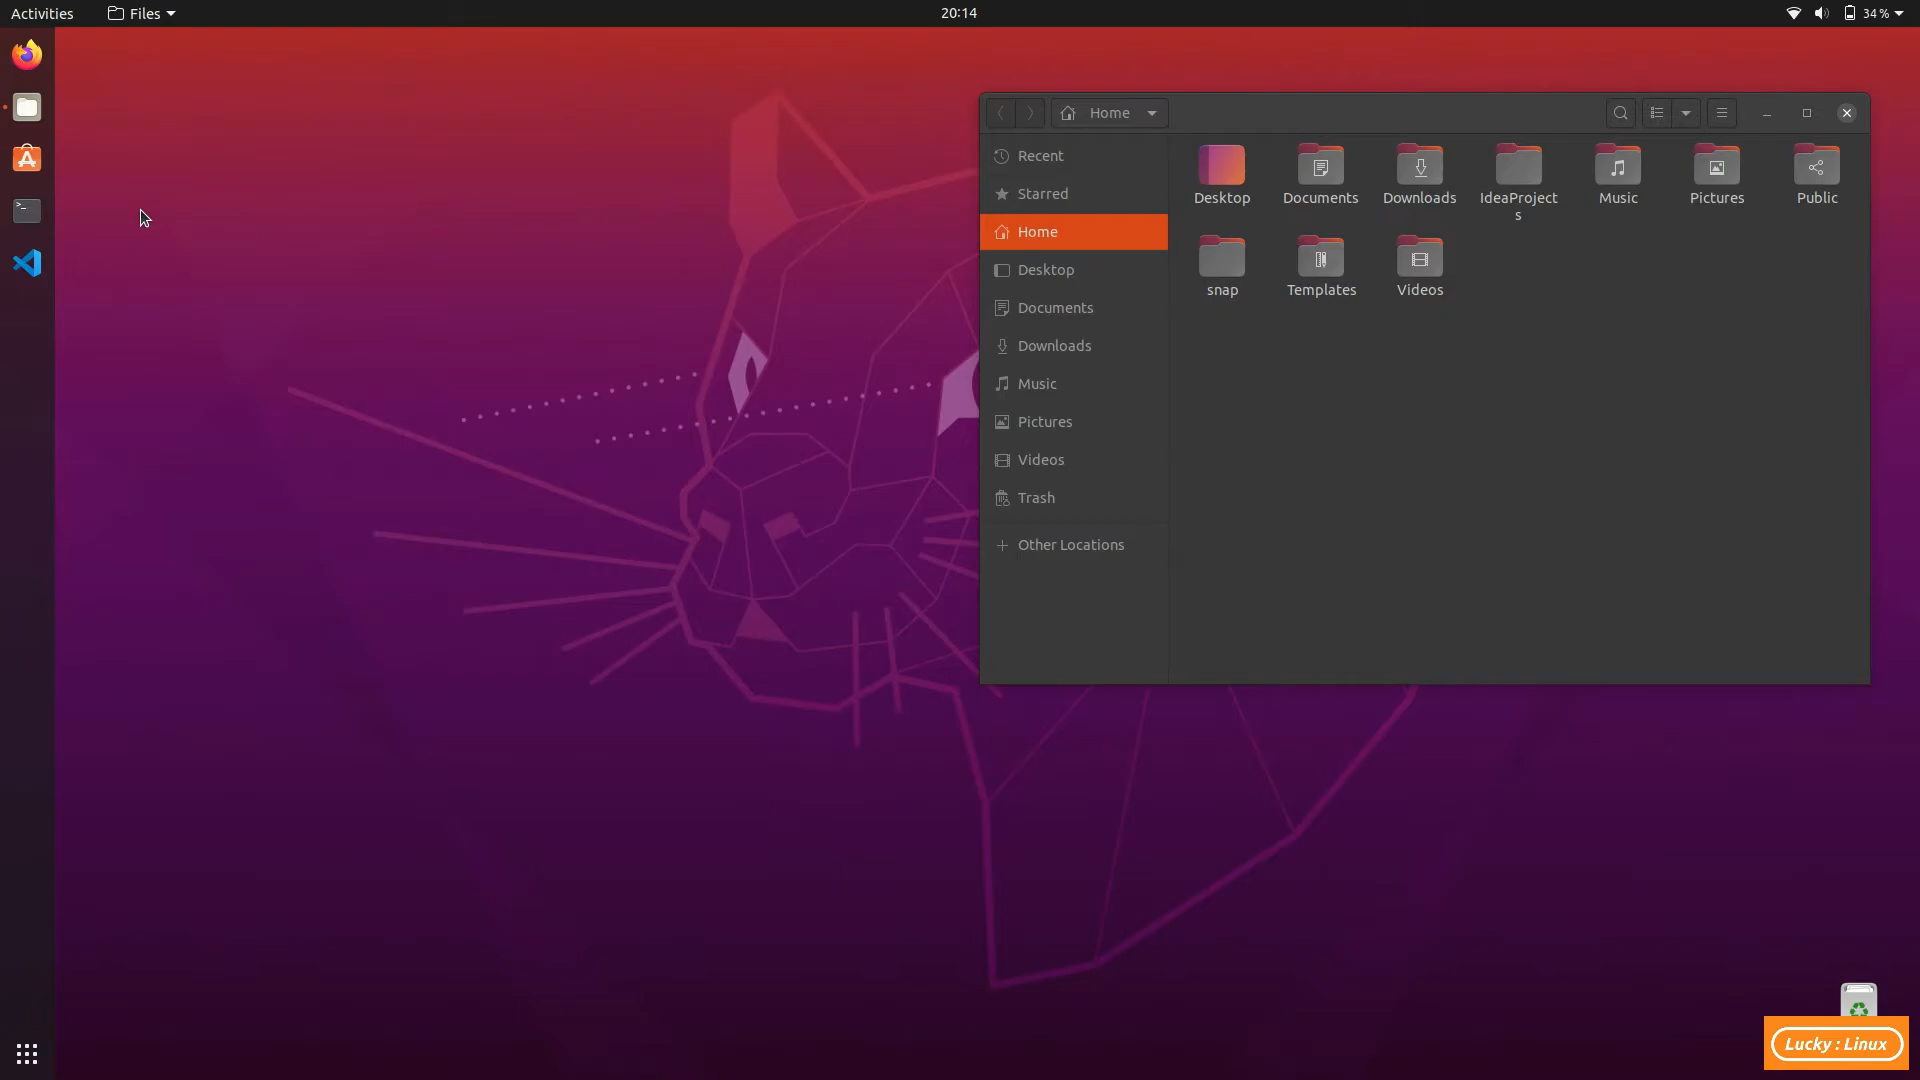 Activities
Files
20:14
34 %
Home
Recent
Starred
Home
Desktop
Documents
Downloads
Music
Pictures
Videos
Trash
Other Locations
Desktop
Documents
Downloads
IdeaProject
s
Music
Pictures
Public
snap
Templates
Videos
Lucky : Linux